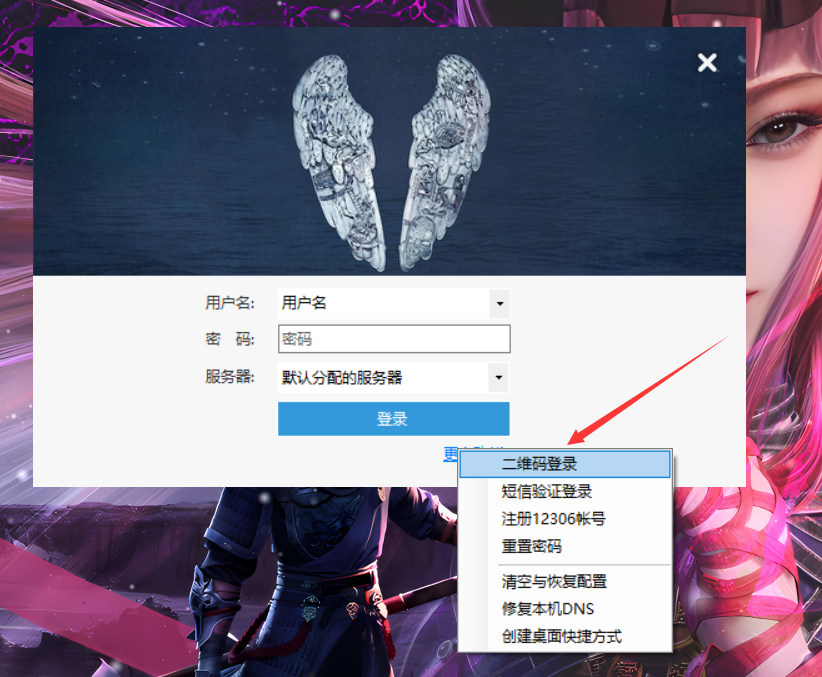 用户名: 用户名
密 码: 密码
服务器: 默认分配的服务器
登录
更
二维码登录
短信验证登录
注册12306帐号
重置密码
清空与恢复配置
修复本机DNS
创建桌面快捷方式